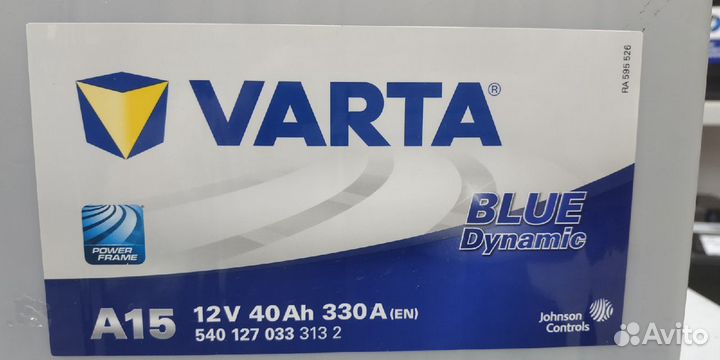 VARTA®
RA 595 526
BLUE
Dynamic
POWER
FRAME
A15 12V 40Ah 330A (EN)
540 127 033 313 2
Johnson
Controls
Avito